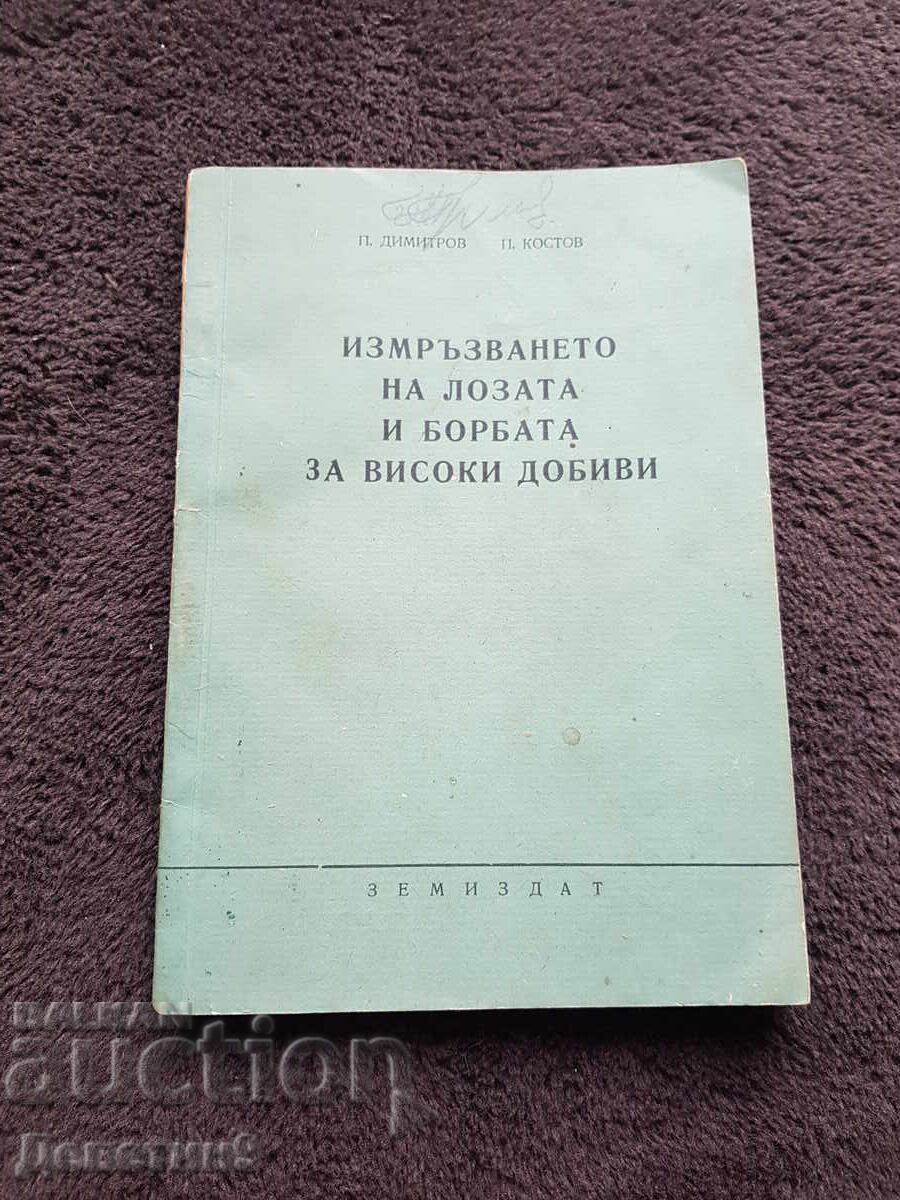 П. ДИМИТРОВ П. КОСТОВ
ИЗМРЪЗВАНЕТО
НА ЛОЗАТА
И БОРБАТА
ЗА ВИСОКИ ДОБИВИ
ЗЕМИЗДАТ
BALKAN
auction